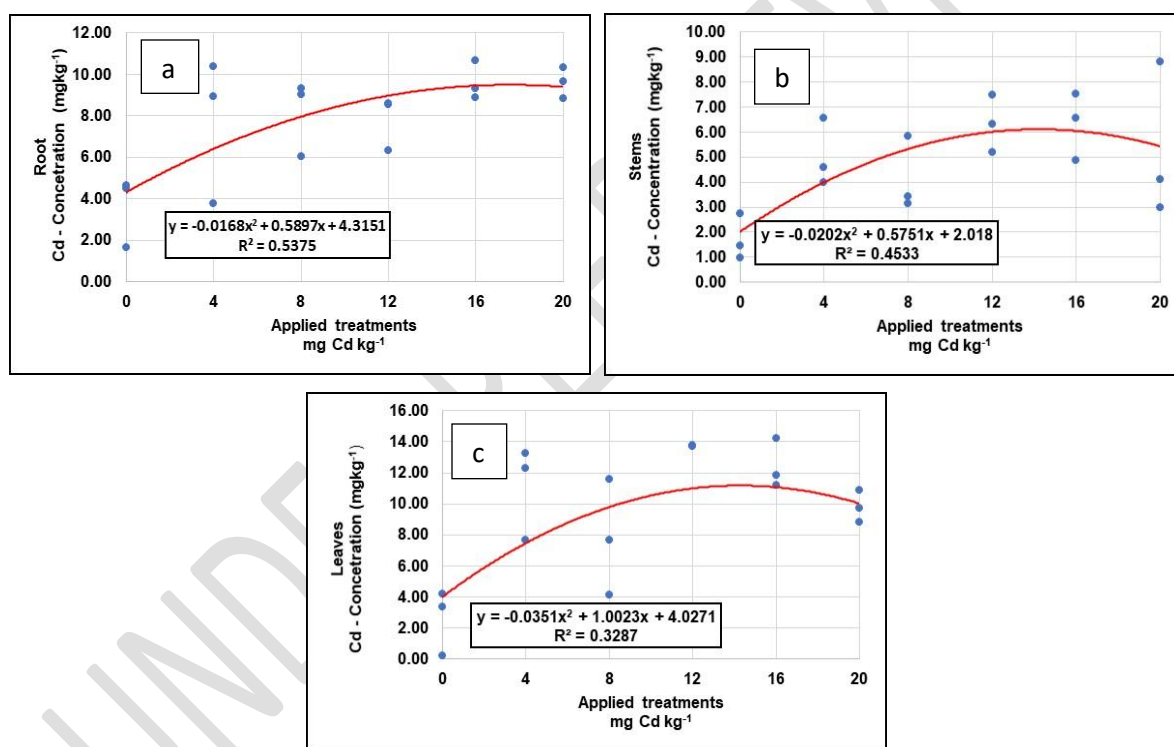 a
Root
Cd - Concetration (mgkg-1)
12.00
10.00
8.00
6.00
4.00
2.00
0.00
y = -0.0168x² + 0.5897x + 4.3151
R² = 0.5375
0 4 8 12 16 20
Applied treatments
mg Cd kg-1
b
Stems
Cd - Concentration (mgkg-1)
10.00
9.00
8.00
7.00
6.00
5.00
4.00
3.00
2.00
1.00
0.00
y = -0.0202x² + 0.5751x + 2.018
R² = 0.4533
0 4 8 12 16 20
Applied treatments
mg Cd kg-1
c
Leaves
Cd - Concetration (mgkg-1)
16.00
14.00
12.00
10.00
8.00
6.00
4.00
2.00
0.00
y = -0.0351x² + 1.0023x + 4.0271
R² = 0.3287
0 4 8 12 16 20
Applied treatments
mg Cd kg-1